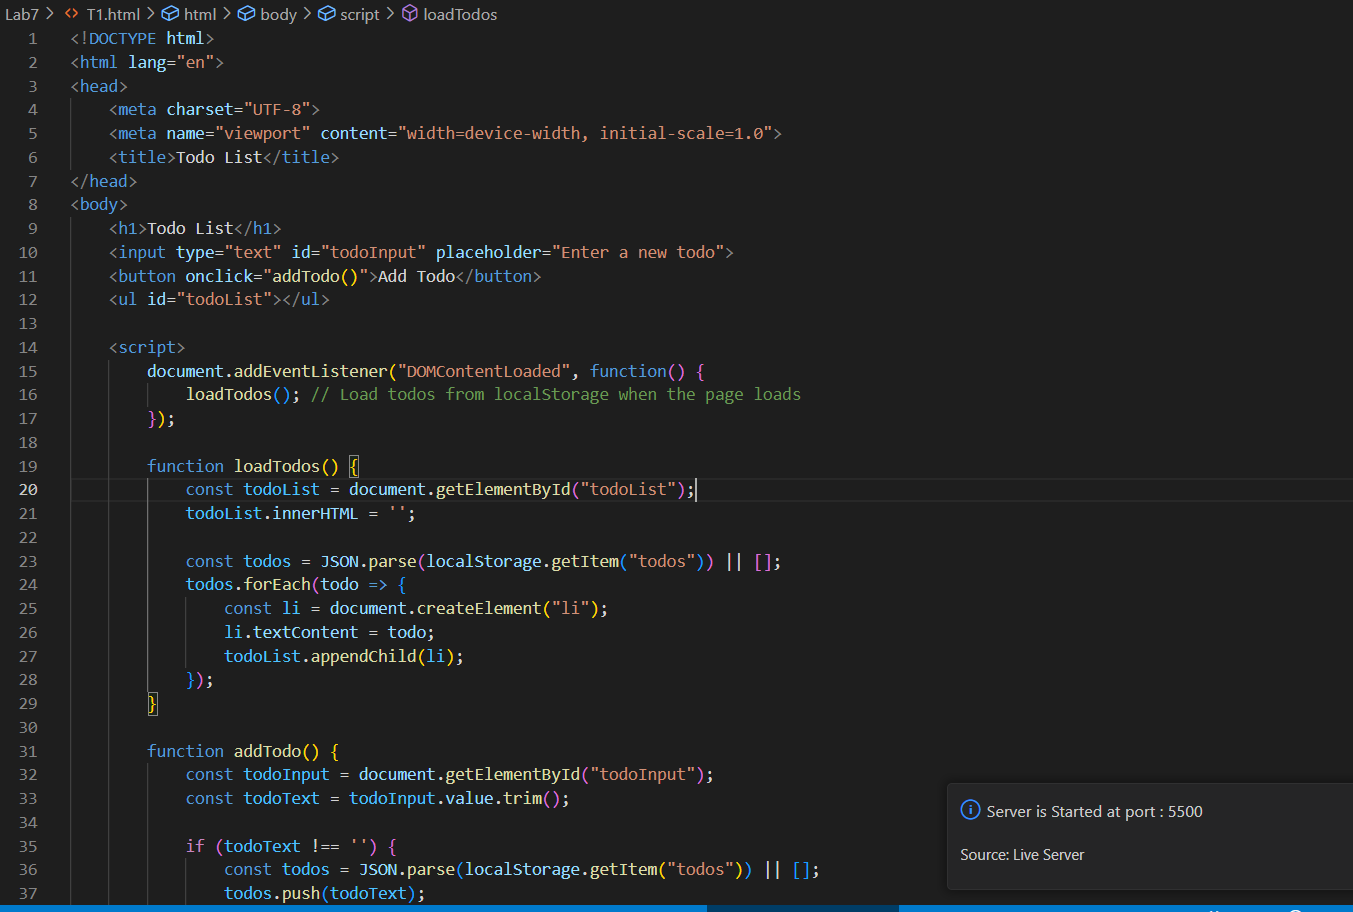 Lab7 > <> T1.html > html > body > script > loadTodos
1 <!DOCTYPE html>
2 <html lang="en">
3 <head>
4 <meta charset="UTF-8">
5 <meta name="viewport" content="width=device-width, initial-scale=1.0">
6 <title>Todo List</title>
7 </head>
8 <body>
9 <h1>Todo List</h1>
10 <input type="text" id="todoInput" placeholder="Enter a new todo">
11 <button onclick="addTodo()">Add Todo</button>
12 <ul id="todoList"></ul>
13
14 <script>
15 document.addEventListener("DOMContentLoaded", function() {
16 loadTodos(); // Load todos from localStorage when the page loads
17 });
18
19 function loadTodos() {
20 const todoList = document.getElementById("todoList");
21 todoList.innerHTML = '';
22
23 const todos = JSON.parse(localStorage.getItem("todos")) || [];
24 todos.forEach(todo => {
25 const li = document.createElement("li");
26 li.textContent = todo;
27 todoList.appendChild(li);
28 });
29 }
30
31 function addTodo() {
32 const todoInput = document.getElementById("todoInput");
33 const todoText = todoInput.value.trim();
34
35 if (todoText !== '') {
36 const todos = JSON.parse(localStorage.getItem("todos")) || [];
37 todos.push(todoText);
Server is Started at port : 5500
Source: Live Server